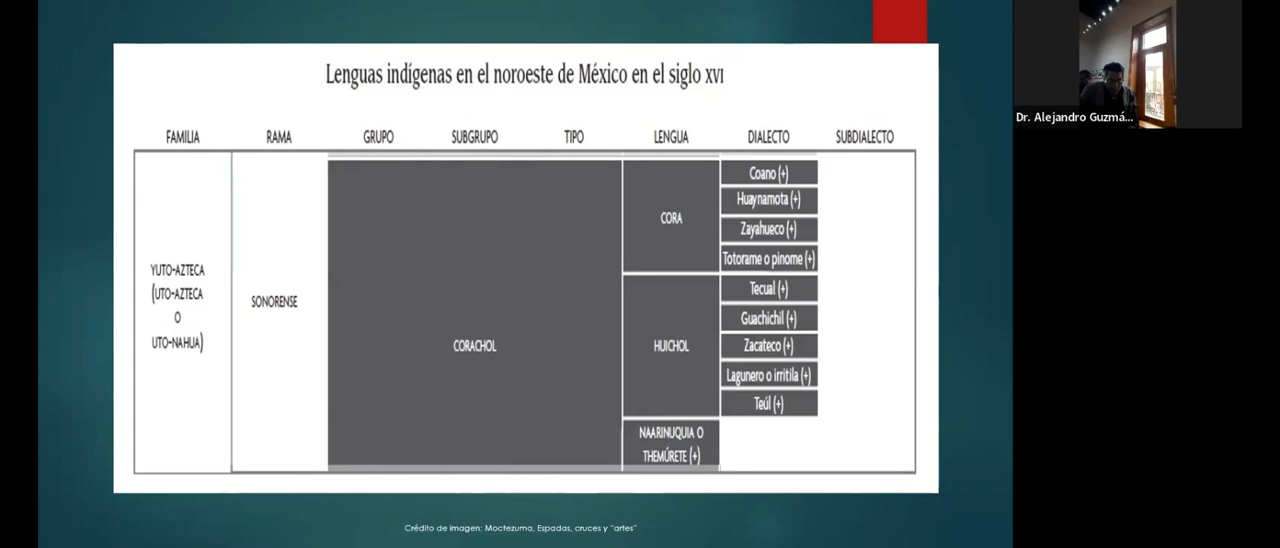 Lenguas indígenas en el noroeste de México en el siglo XVI
FAMILIA RAMA GRUPO SUBGRUPO TIPO LENGUA DIALECTO SUBDIALECTO
YUTO-AZTECA
(UTO-AZTECA
O
UTO-NAHUA)
SONORENSE
CORACHOL
CORA
Coano (+)
Huaynamota (+)
Zayahueco (+)
Totorame o pinome (+)
HUICHOL
Tecual (+)
Guachichil (+)
Zacateco (+)
Lagunero o irritila (+)
Teúl (+)
NAARINUQUIA O
THEMÚRETE (+)
Crédito de imagen: Moctezuma, Espadas, cruces y "artes"
Dr. Alejandro Guzmá...